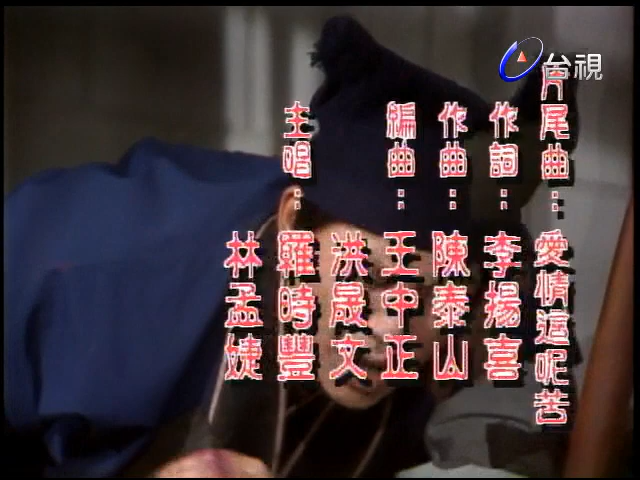 台視
片尾曲：愛情這呢苦
作詞：李揚喜
作曲：陳泰山
編曲：王中正
洪晟文
主唱：羅時豐
林孟婕